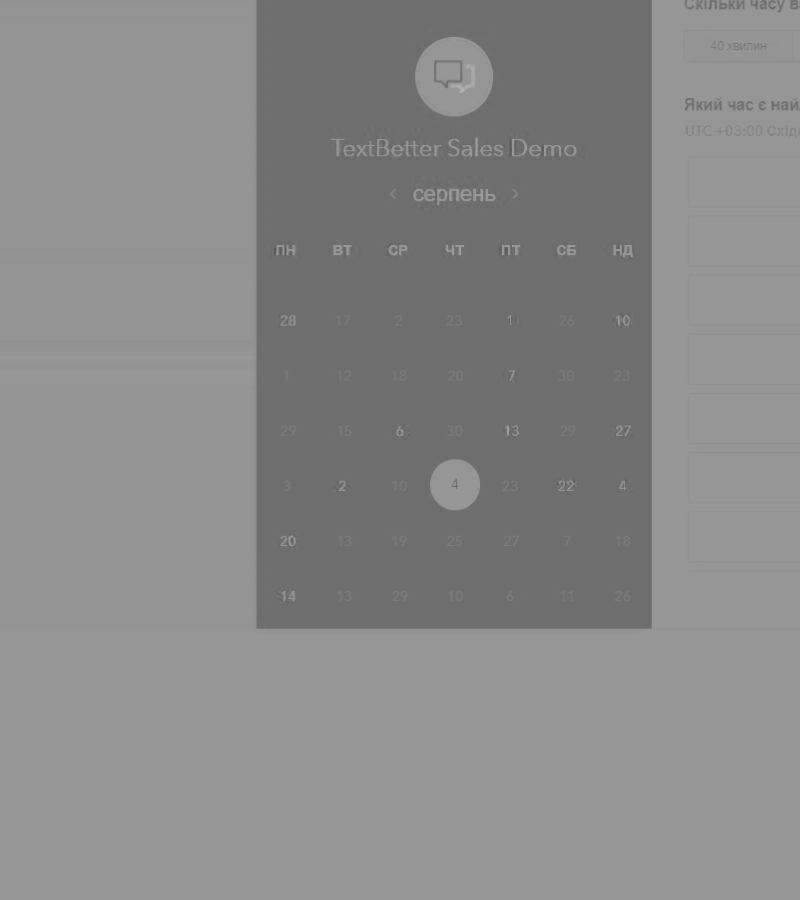 Скільки часу в
40 хвилин
TextBetter Sales Demo
серпень
Який час є най
UTC +03:00 Схід
ПН ВТ СР ЧТ ПТ СБ НД
28 17 2 23 1 26 10
1 12 18 20 7 30 23
29 15 6 30 13 29 27
3 2 10 4 23 22 4
20 13 19 25 27 7 18
14 13 29 10 6 11 26